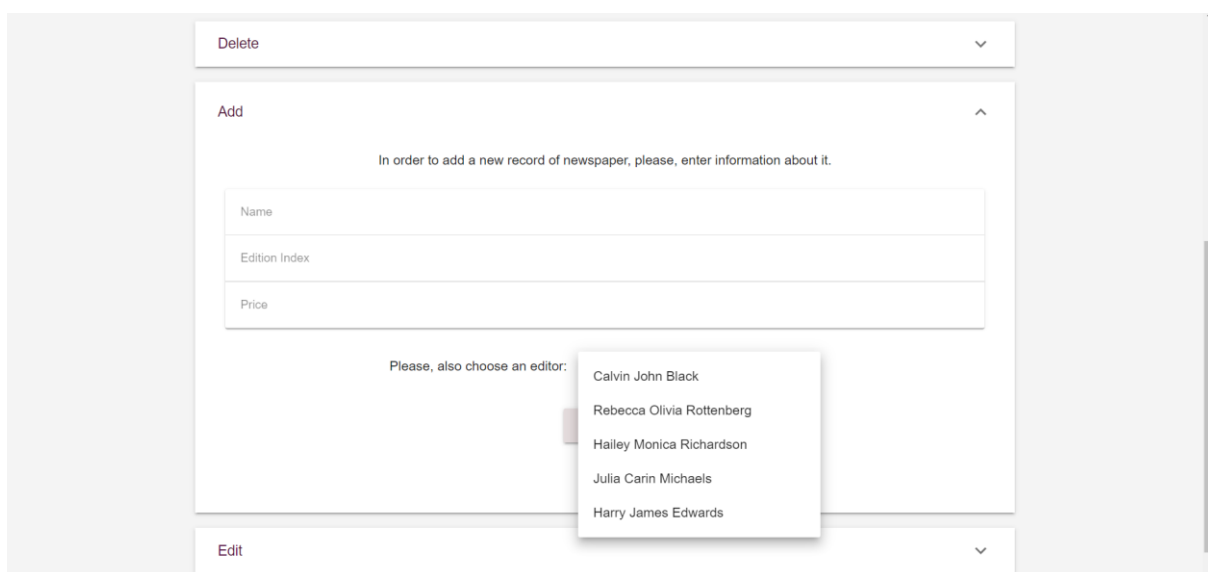 Delete
Add
In order to add a new record of newspaper, please, enter information about it.
Name
Edition Index
Price
Please, also choose an editor:
Calvin John Black
Rebecca Olivia Rottenberg
Hailey Monica Richardson
Julia Carin Michaels
Harry James Edwards
Edit